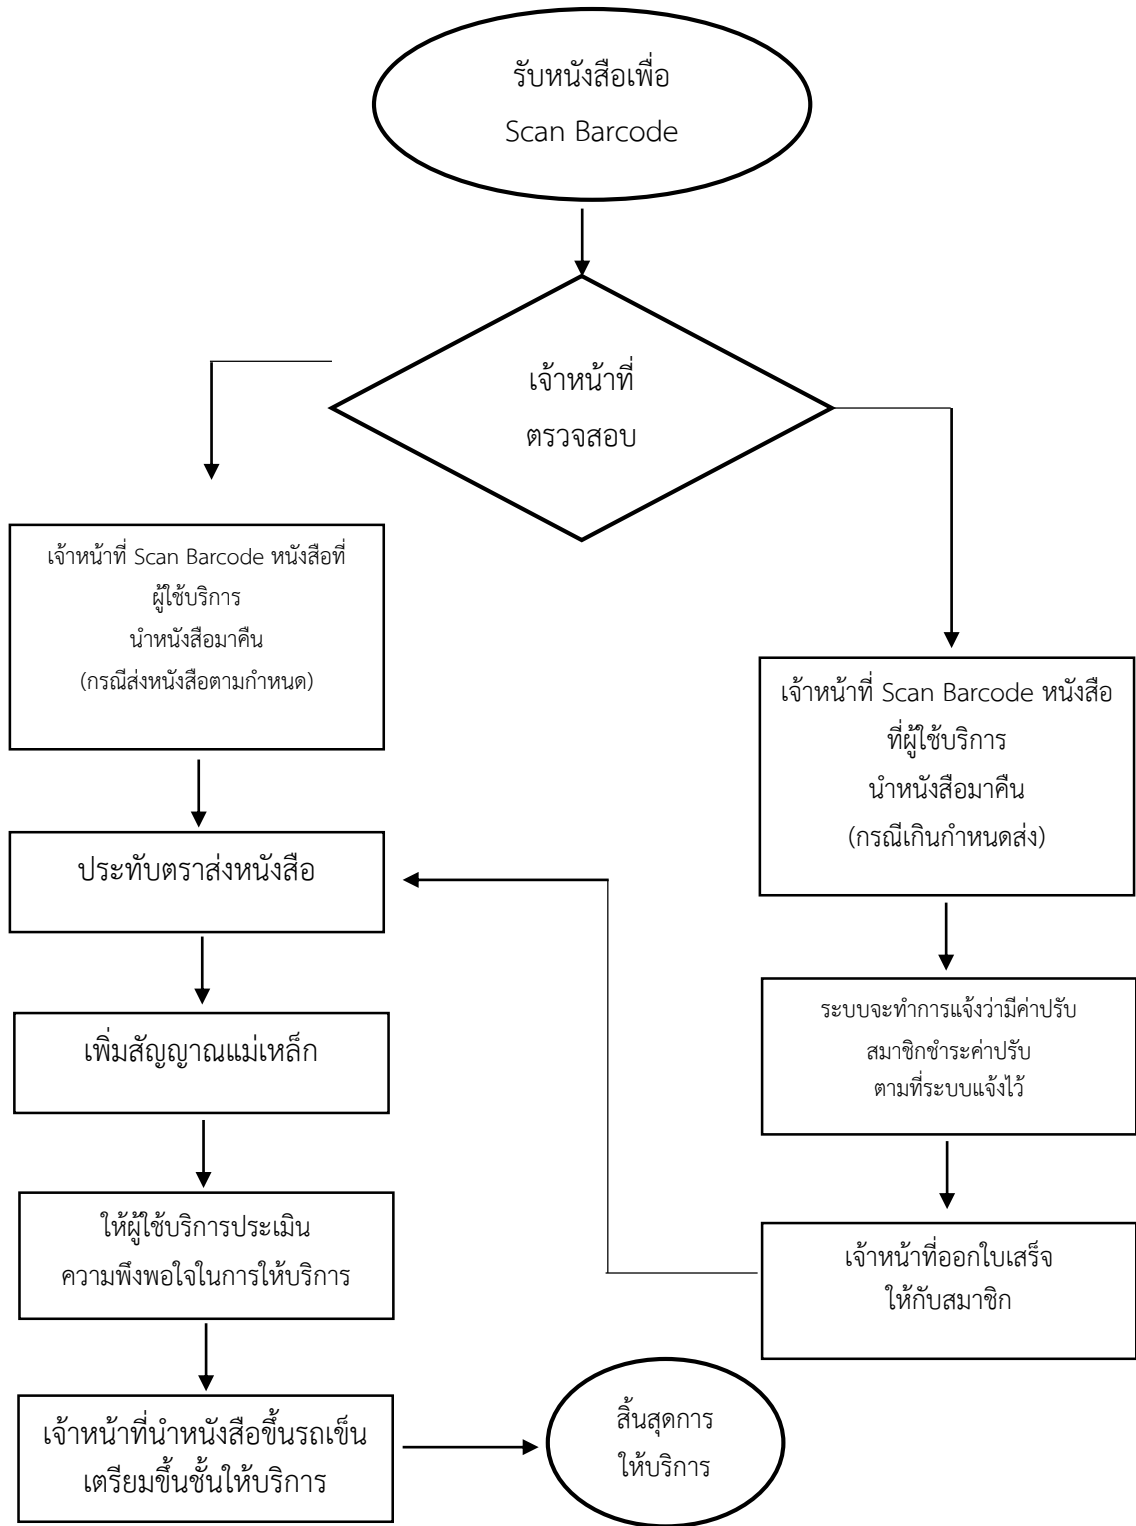 รับหนังสือเพื่อ
Scan Barcode
เจ้าหน้าที่
ตรวจสอบ
เจ้าหน้าที่ Scan Barcode หนังสือที่
ผู้ใช้บริการ
นำหนังสือมาคืน
(กรณีส่งหนังสือตามกำหนด)
ประทับตราส่งหนังสือ
เพิ่มสัญญาณแม่เหล็ก
ให้ผู้ใช้บริการประเมิน
ความพึงพอใจในการให้บริการ
เจ้าหน้าที่นำหนังสือขึ้นรถเข็น
เตรียมขึ้นชั้นให้บริการ
เจ้าหน้าที่ Scan Barcode หนังสือ
ที่ผู้ใช้บริการ
นำหนังสือมาคืน
(กรณีเกินกำหนดส่ง)
ระบบจะทำการแจ้งว่ามีค่าปรับ
สมาชิกชำระค่าปรับ
ตามที่ระบบแจ้งไว้
เจ้าหน้าที่ออกใบเสร็จ
ให้กับสมาชิก
สิ้นสุดการ
ให้บริการ